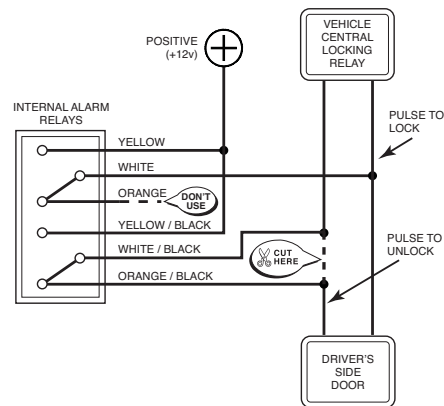 POSITIVE
(+12v)
VEHICLE
CENTRAL
LOCKING
RELAY
INTERNAL ALARM
RELAYS
PULSE TO
LOCK
YELLOW
WHITE
ORANGE
DON'T
USE
YELLOW / BLACK
WHITE / BLACK
CUT
HERE
PULSE TO
UNLOCK
ORANGE / BLACK
DRIVER'S
SIDE
DOOR